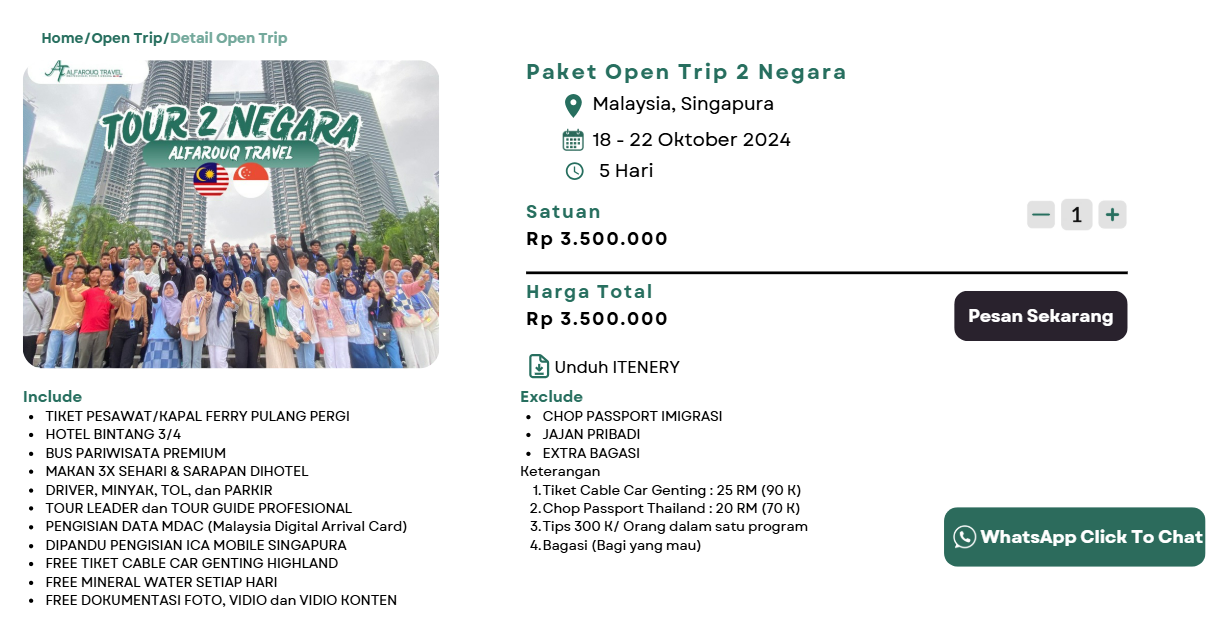 Home/Open Trip/Detail Open Trip
ALFAROUQ TRAVEL
TOUR 2 NEGARA
ALFAROUQ TRAVEL
Paket Open Trip 2 Negara
Malaysia, Singapura
18 - 22 Oktober 2024
5 Hari
Satuan
Rp 3.500.000
1
Harga Total
Rp 3.500.000
Pesan Sekarang
Unduh ITENERY
Include
• TIKET PESAWAT/KAPAL FERRY PULANG PERGI
• HOTEL BINTANG 3/4
• BUS PARIWISATA PREMIUM
• MAKAN 3X SEHARI & SARAPAN DIHOTEL
• DRIVER, MINYAK, TOL, dan PARKIR
• TOUR LEADER dan TOUR GUIDE PROFESIONAL
• PENGISIAN DATA MDAC (Malaysia Digital Arrival Card)
• DIPANDU PENGISIAN ICA MOBILE SINGAPURA
• FREE TIKET CABLE CAR GENTING HIGHLAND
• FREE MINERAL WATER SETIAP HARI
• FREE DOKUMENTASI FOTO, VIDIO dan VIDIO KONTEN
Exclude
• CHOP PASSPORT IMIGRASI
• JAJAN PRIBADI
• EXTRA BAGASI
Keterangan
1. Tiket Cable Car Genting : 25 RM (90 K)
2. Chop Passport Thailand : 20 RM (70 K)
3. Tips 300 K/ Orang dalam satu program
4. Bagasi (Bagi yang mau)
WhatsApp Click To Chat